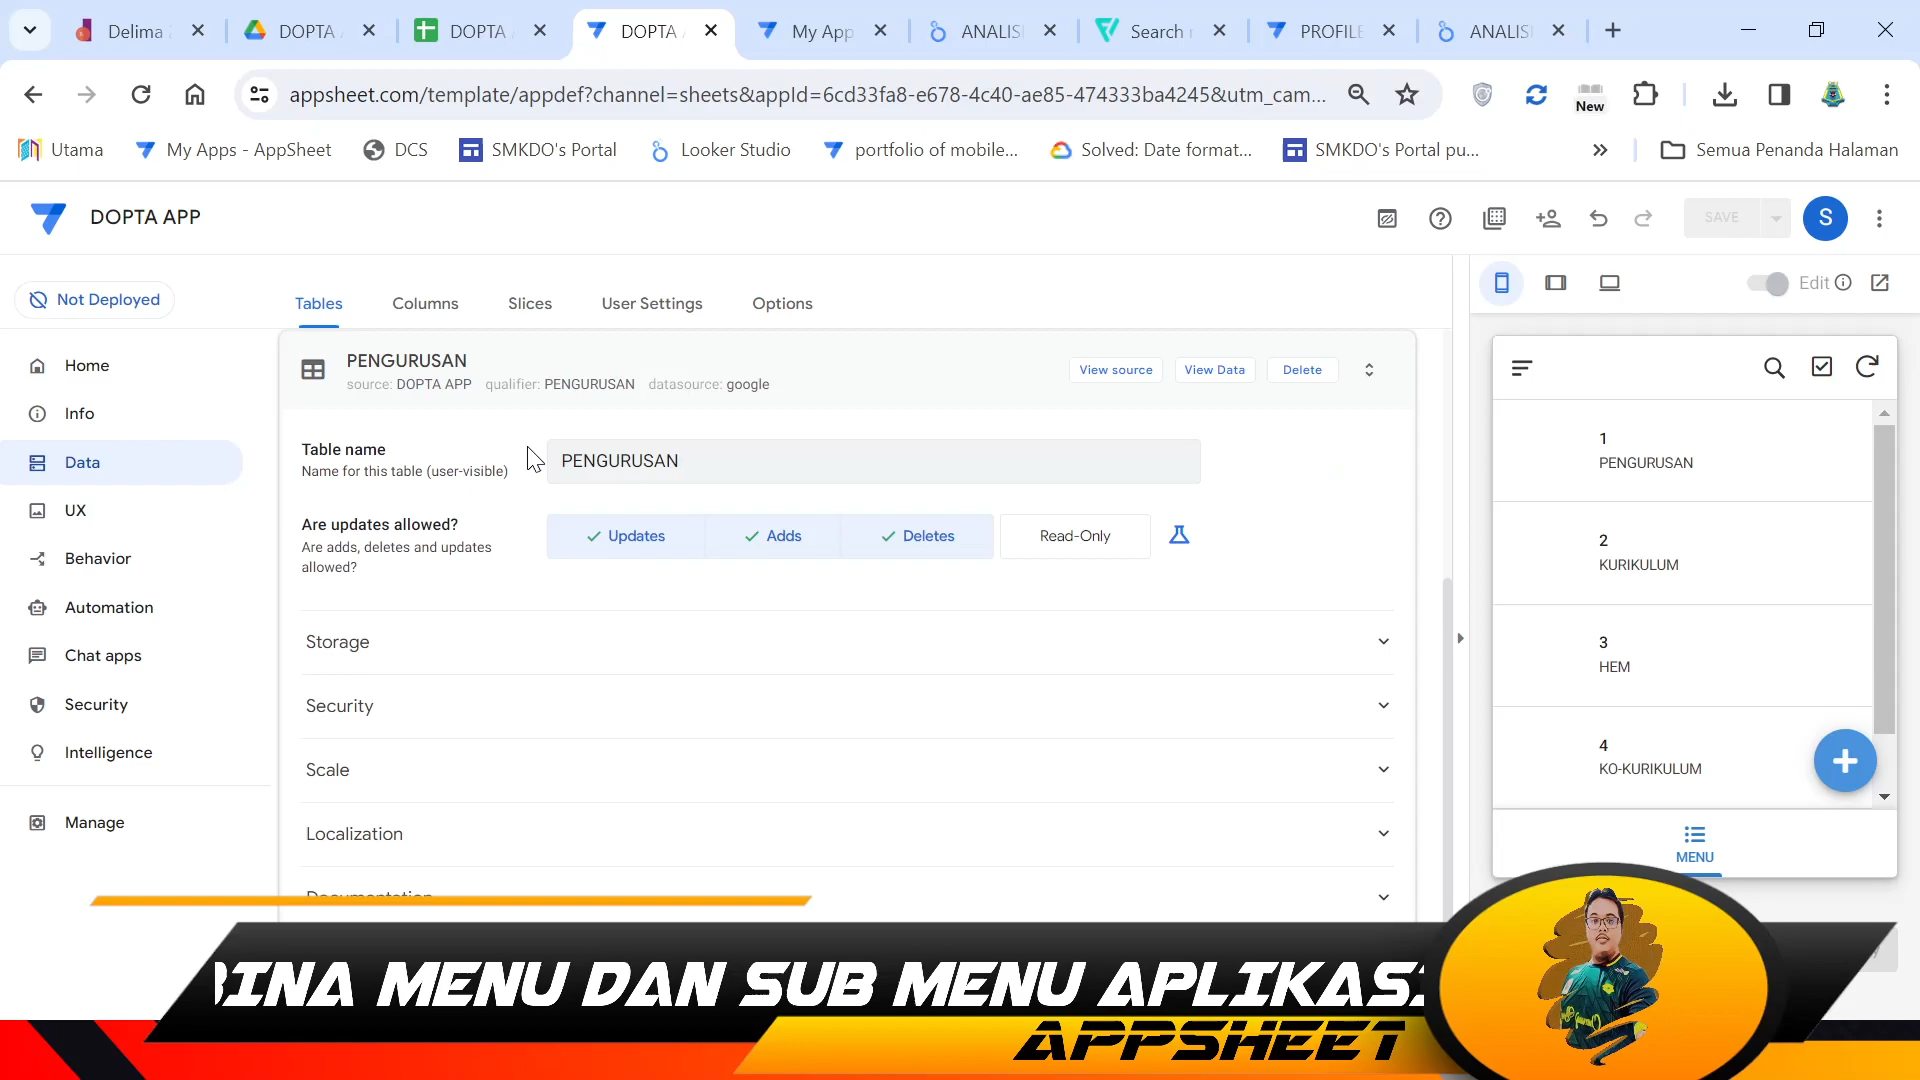 Delima
DOPTA
DOPTA
DOPTA
My App
ANALIS
Search
PROFILE
ANALIS
appsheet.com/template/appdef?channel=sheets&appId=6cd33fa8-e678-4c40-ae85-474333ba4245&utm_cam...
New
Utama
My Apps - AppSheet
DCS
SMKDO's Portal
Looker Studio
portfolio of mobile...
Solved: Date format...
SMKDO's Portal pu...
Semua Penanda Halaman
DOPTA APP
SAVE
S
Not Deployed
Tables
Columns
Slices
User Settings
Options
Edit
Home
Info
Data
UX
Behavior
Automation
Chat apps
Security
Intelligence
Manage
PENGURUSAN
source: DOPTA APP qualifier: PENGURUSAN datasource: google
View source
View Data
Delete
Table name
Name for this table (user-visible)
PENGURUSAN
Are updates allowed?
Are adds, deletes and updates
allowed?
Updates
Adds
Deletes
Read-Only
Storage
Security
Scale
Localization
Documentation
1
PENGURUSAN
2
KURIKULUM
3
HEM
4
KO-KURIKULUM
MENU
BINA MENU DAN SUB MENU APLIKASI
APPSHEET